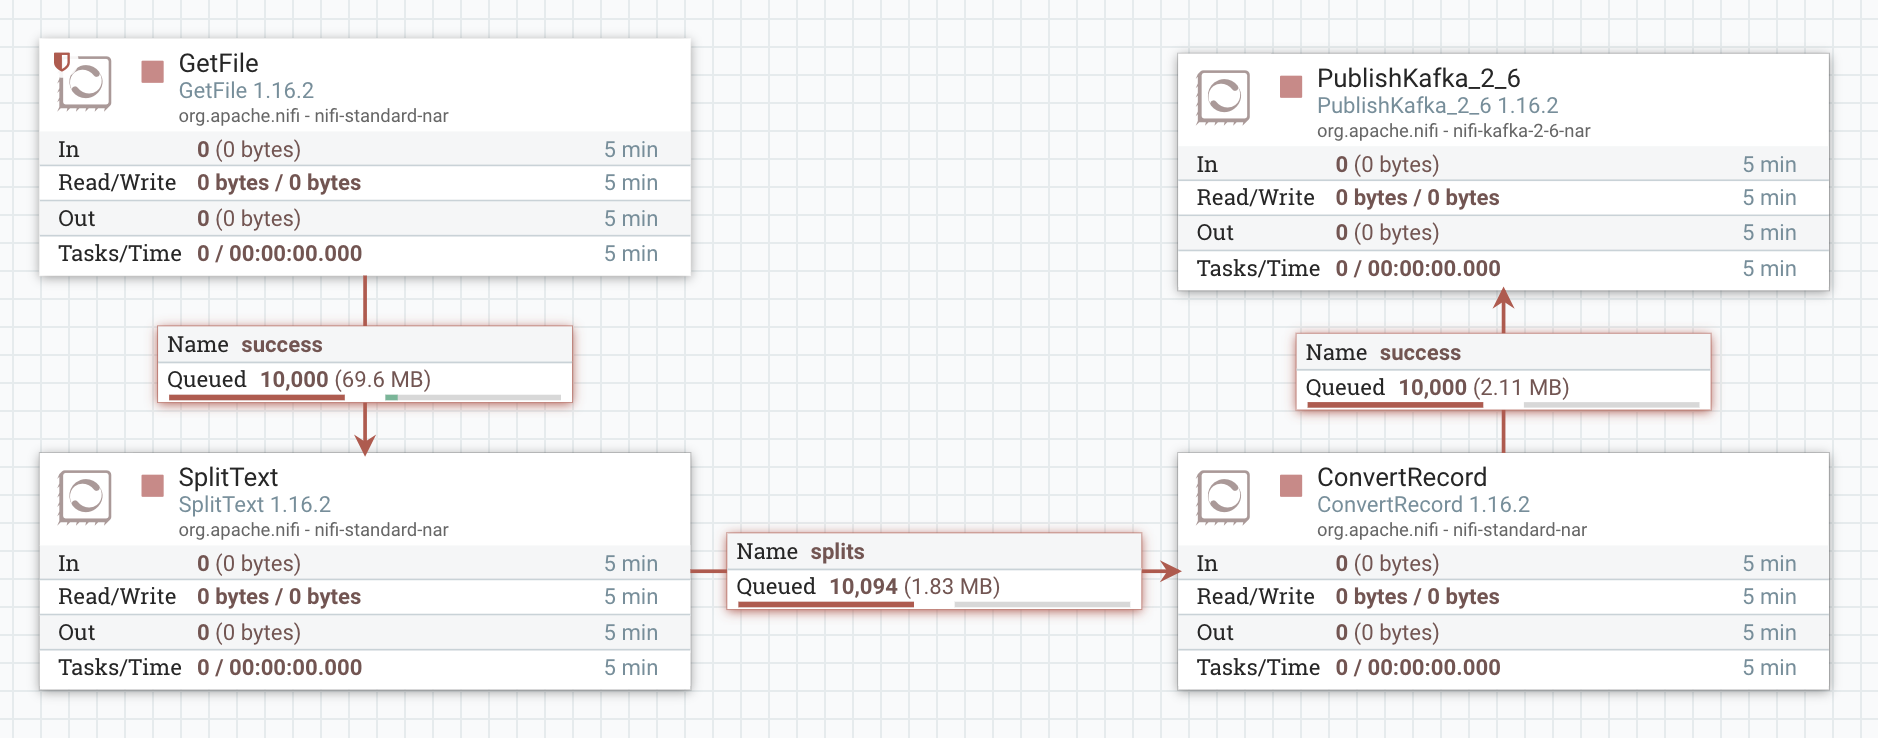 GetFile
GetFile 1.16.2
org.apache.nifi - nifi-standard-nar
In 0 (0 bytes) 5 min
Read/Write 0 bytes / 0 bytes 5 min
Out 0 (0 bytes) 5 min
Tasks/Time 0 / 00:00:00.000 5 min
Name success
Queued 10,000 (69.6 MB)
SplitText
SplitText 1.16.2
org.apache.nifi - nifi-standard-nar
In 0 (0 bytes) 5 min
Read/Write 0 bytes / 0 bytes 5 min
Out 0 (0 bytes) 5 min
Tasks/Time 0 / 00:00:00.000 5 min
Name splits
Queued 10,094 (1.83 MB)
ConvertRecord
ConvertRecord 1.16.2
org.apache.nifi - nifi-standard-nar
In 0 (0 bytes) 5 min
Read/Write 0 bytes / 0 bytes 5 min
Out 0 (0 bytes) 5 min
Tasks/Time 0 / 00:00:00.000 5 min
Name success
Queued 10,000 (2.11 MB)
PublishKafka_2_6
PublishKafka_2_6 1.16.2
org.apache.nifi - nifi-kafka-2-6-nar
In 0 (0 bytes) 5 min
Read/Write 0 bytes / 0 bytes 5 min
Out 0 (0 bytes) 5 min
Tasks/Time 0 / 00:00:00.000 5 min